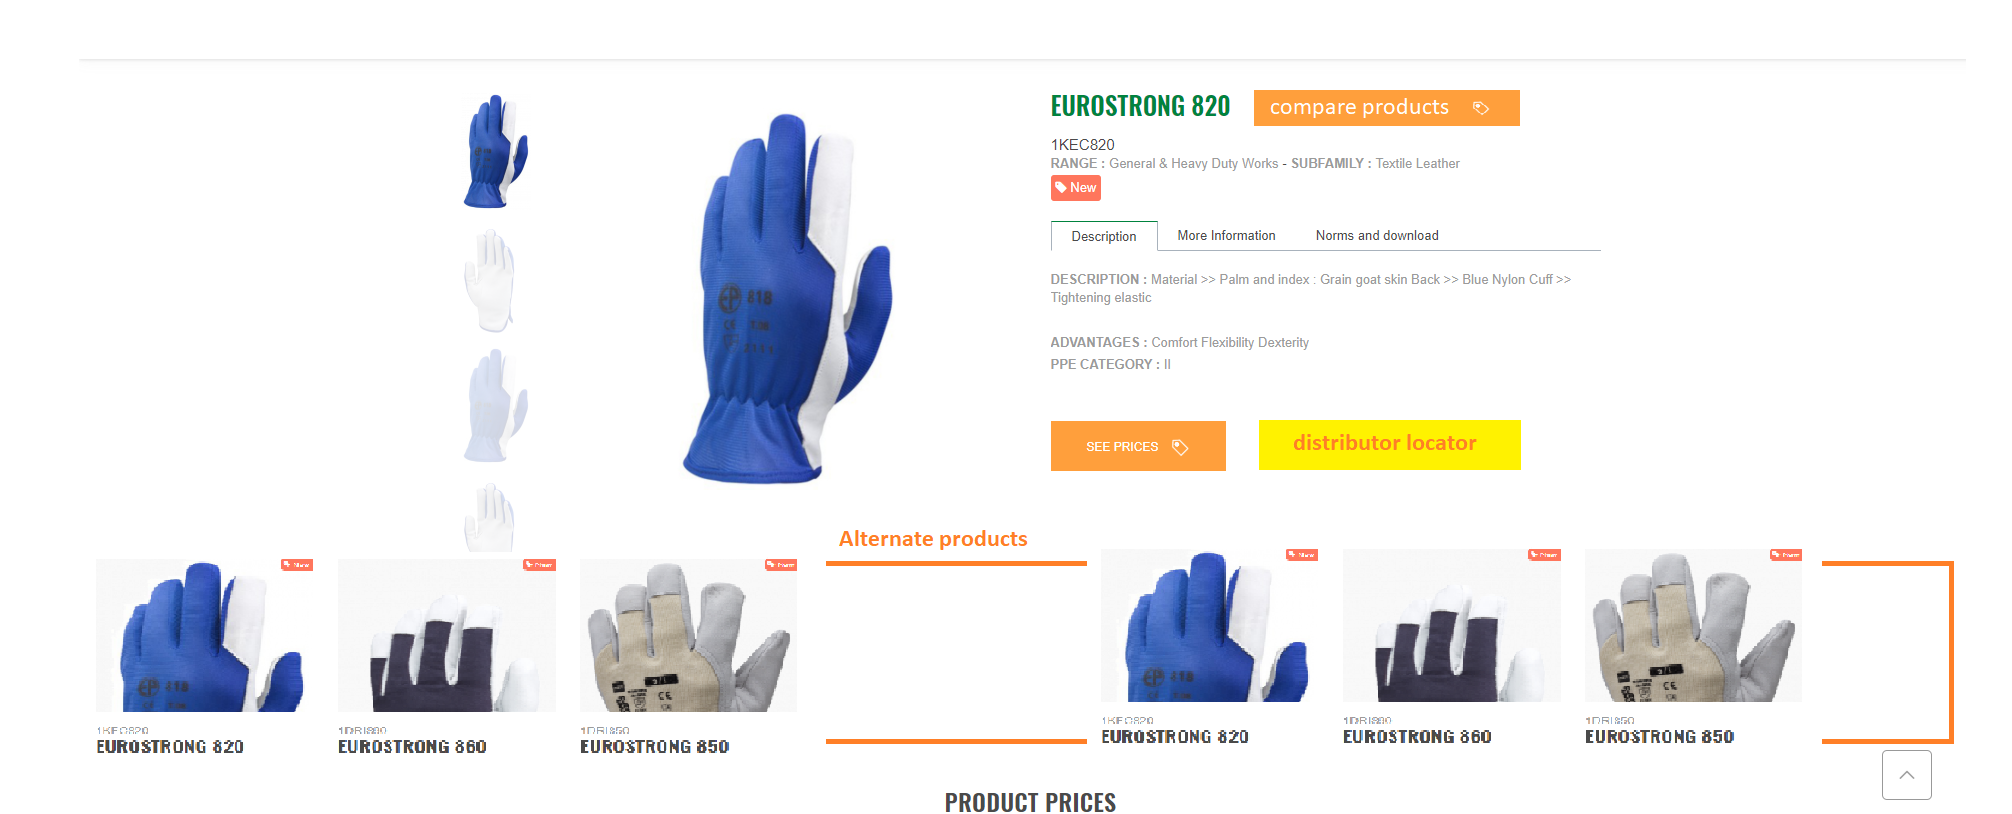 EUROSTRONG 820
compare products
1KEC820
RANGE : General & Heavy Duty Works - SUBFAMILY : Textile Leather
New
Description
More Information
Norms and download
DESCRIPTION : Material >> Palm and index : Grain goat skin Back >> Blue Nylon Cuff >>
Tightening elastic
ADVANTAGES : Comfort Flexibility Dexterity
PPE CATEGORY : II
SEE PRICES
distributor locator
Alternate products
New
New
1KEC820
EUROSTRONG 820
EUROSTRONG 860
1DRI850
EUROSTRONG 850
1KEC820
EUROSTRONG 820
EUROSTRONG 860
1DRI850
EUROSTRONG 850
PRODUCT PRICES